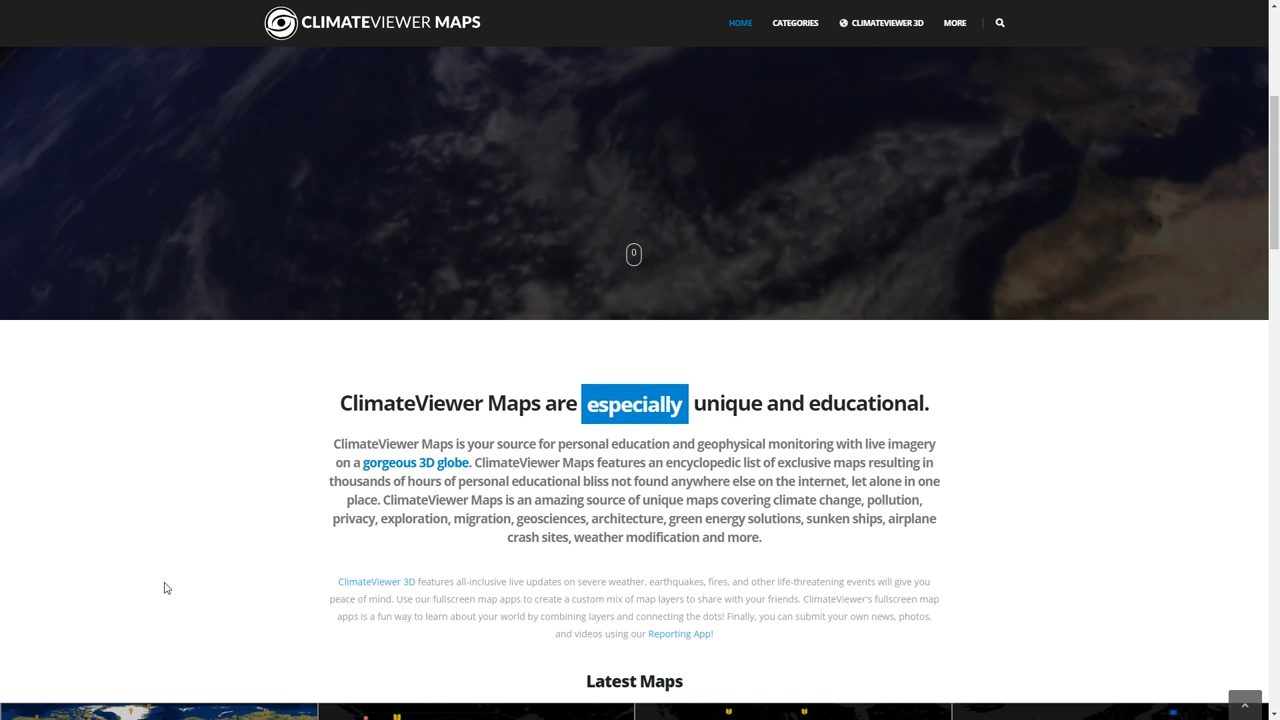 CLIMATEVIEWER MAPS
HOME CATEGORIES CLIMATEVIEWER 3D MORE
ClimateViewer Maps are especially unique and educational.
ClimateViewer Maps is your source for personal education and geophysical monitoring with live imagery
on a gorgeous 3D globe. ClimateViewer Maps features an encyclopedic list of exclusive maps resulting in
thousands of hours of personal educational bliss not found anywhere else on the internet, let alone in one
place. ClimateViewer Maps is an amazing source of unique maps covering climate change, pollution,
privacy, exploration, migration, geosciences, architecture, green energy solutions, sunken ships, airplane
crash sites, weather modification and more.
ClimateViewer 3D features all-inclusive live updates on severe weather, earthquakes, fires, and other life-threatening events will give you
peace of mind. Use our fullscreen map apps to create a custom mix of map layers to share with your friends. ClimateViewer's fullscreen map
apps is a fun way to learn about your world by combining layers and connecting the dots! Finally, you can submit your own news, photos,
and videos using our Reporting App!
Latest Maps